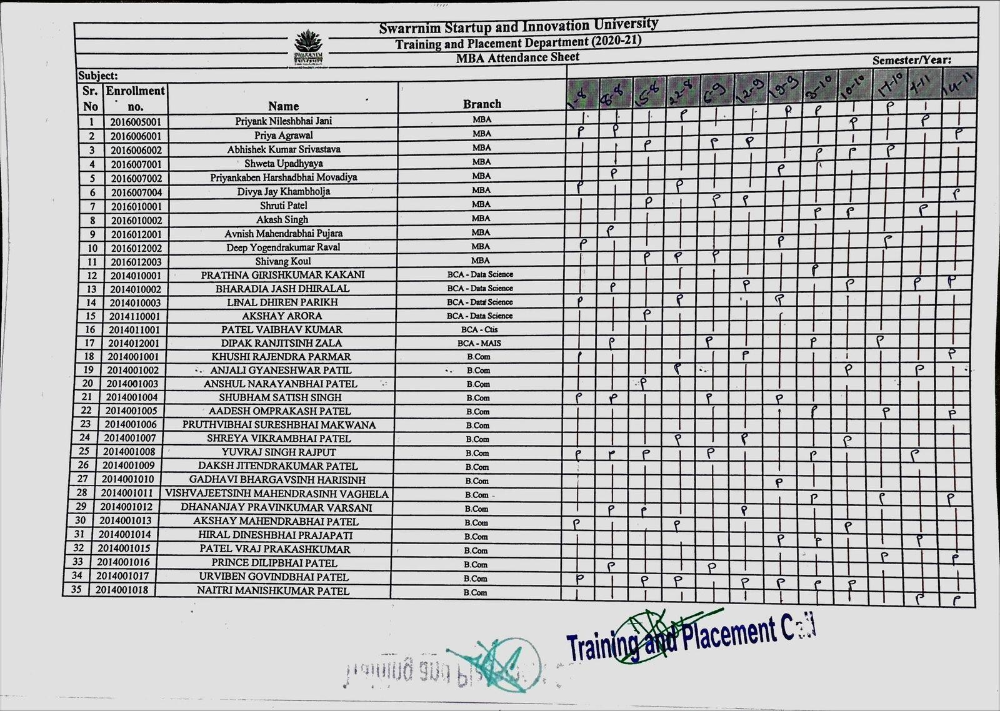 Swarrnim Startup and Innovation University
Training and Placement Department (2020-21)
MBA Attendance Sheet
SWARRNIM UNIVERSITY
Subject: Semester/Year:
Sr. No Enrollment no. Name Branch 1-8 8-8 15-8 22-8 6-9 12-9 19-9 3-10 10-10 17-10 7-11 14-11
1 2016005001 Priyank Nileshbhai Jani MBA P P P P
2 2016006001 Priya Agrawal MBA P P P P
3 2016006002 Abhishek Kumar Srivastava MBA P P P P
4 2016007001 Shweta Upadhyaya MBA P P P
5 2016007002 Priyankaben Harshadbhai Movadiya MBA P P
6 2016007004 Divya Jay Khambholja MBA P P
7 2016010001 Shruti Patel MBA P P P P
8 2016010002 Akash Singh MBA P P P
9 2016012001 Avnish Mahendrabhai Pujara MBA P
10 2016012002 Deep Yogendrakumar Raval MBA P P P
11 2016012003 Shivang Koul MBA P P P
12 2014010001 PRATHNA GIRISHKUMAR KAKANI BCA - Data Science P
13 2014010002 BHARADIA JASH DHIRALAL BCA - Data Science P P P P P
14 2014010003 LINAL DHIREN PARIKH BCA - Data Science P P P
15 2014110001 AKSHAY ARORA BCA - Data Science P
16 2014011001 PATEL VAIBHAV KUMAR BCA - Ctis
17 2014012001 DIPAK RANJITSINH ZALA BCA - MAIS P P P P
18 2014001001 KHUSHI RAJENDRA PARMAR B.Com P P P
19 2014001002 ANJALI GYANESHWAR PATIL B.Com P P P
20 2014001003 ANSHUL NARAYANBHAI PATEL B.Com P
21 2014001004 SHUBHAM SATISH SINGH B.Com P P P P
22 2014001005 AADESH OMPRAKASH PATEL B.Com P P P
23 2014001006 PRUTHVIBHAI SURESHBHAI MAKWANA B.Com
24 2014001007 SHREYA VIKRAMBHAI PATEL B.Com P P P
25 2014001008 YUVRAJ SINGH RAJPUT B.Com P P P P P P
26 2014001009 DAKSH JITENDRAKUMAR PATEL B.Com
27 2014001010 GADHAVI BHARGAVSINH HARISINH B.Com P
28 2014001011 VISHVAJEETSINH MAHENDRASINH VAGHELA B.Com P P P
29 2014001012 DHANANJAY PRAVINKUMAR VARSANI B.Com P P P
30 2014001013 AKSHAY MAHENDRABHAI PATEL B.Com P P P
31 2014001014 HIRAL DINESHBHAI PRAJAPATI B.Com P P P
32 2014001015 PATEL VRAJ PRAKASHKUMAR B.Com P P
33 2014001016 PRINCE DILIPBHAI PATEL B.Com P P
34 2014001017 URVIBEN GOVINDBHAI PATEL B.Com P P P P P P P
35 2014001018 NAITRI MANISHKUMAR PATEL B.Com P P
Training and Placement Cell